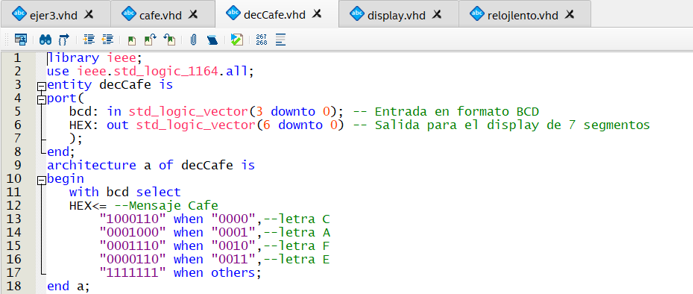 ejer3.vhd cafe.vhd decCafe.vhd display.vhd relojlento.vhd
267
268
1 library ieee;
2 use ieee.std_logic_1164.all;
3 entity decCafe is
4 port(
5 bcd: in std_logic_vector(3 downto 0); -- Entrada en formato BCD
6 HEX: out std_logic_vector(6 downto 0) -- Salida para el display de 7 segmentos
7 );
8 end;
9 architecture a of decCafe is
10 begin
11 with bcd select
12 HEX<= --Mensaje Cafe
13 "1000110" when "0000",--letra C
14 "0001000" when "0001",--letra A
15 "0001110" when "0010",--letra F
16 "0000110" when "0011",--letra E
17 "1111111" when others;
18 end a;